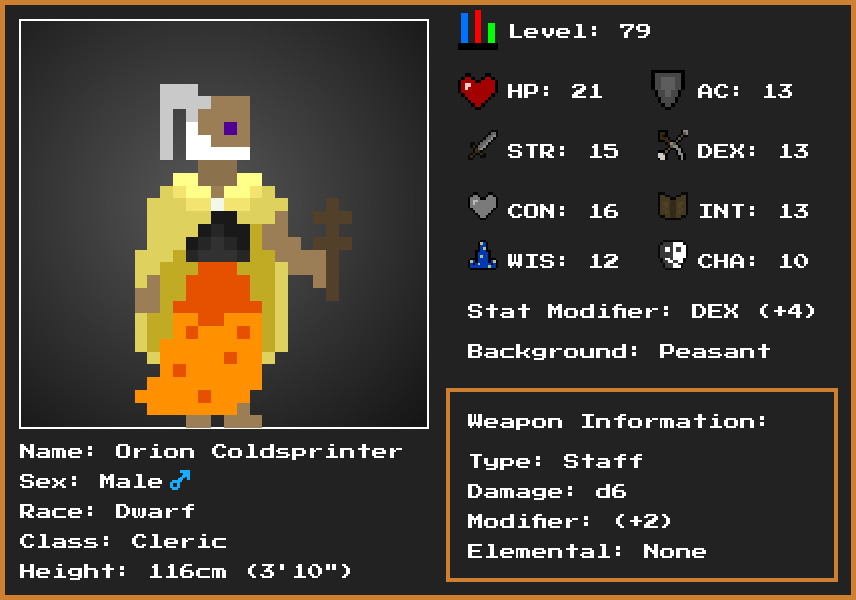 Level: 79
HP: 21 AC: 13
STR: 15 DEX: 13
CON: 16 INT: 13
WIS: 12 CHA: 10
Stat Modifier: DEX (+4)
Background: Peasant
Weapon Information:
Type: Staff
Damage: d6
Modifier: (+2)
Elemental: None
Name: Orion Coldsprinter
Sex: Male♂
Race: Dwarf
Class: Cleric
Height: 116cm (3'10")